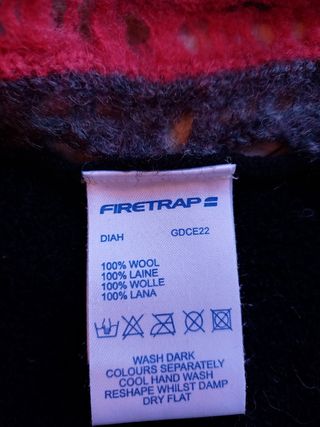 FIRETRAP
DIAH GDCE22
100% WOOL
100% LAINE
100% WOLLE
100% LANA
WASH DARK
COLOURS SEPARATELY
COOL HAND WASH
RESHAPE WHILST DAMP
DRY FLAT